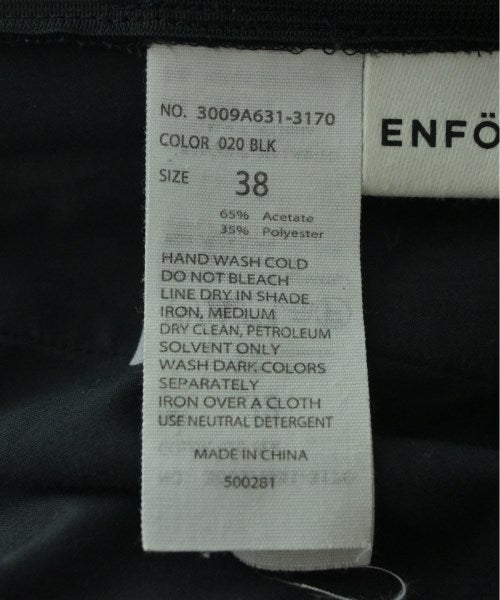 NO. 3009A631-3170
COLOR 020 BLK
SIZE 38
65% Acetate
35% Polyester
HAND WASH COLD
DO NOT BLEACH
LINE DRY IN SHADE
IRON, MEDIUM
DRY CLEAN, PETROLEUM
SOLVENT ONLY
WASH DARK COLORS
SEPARATELY
IRON OVER A CLOTH
USE NEUTRAL DETERGENT
MADE IN CHINA
500281
ENFÖ